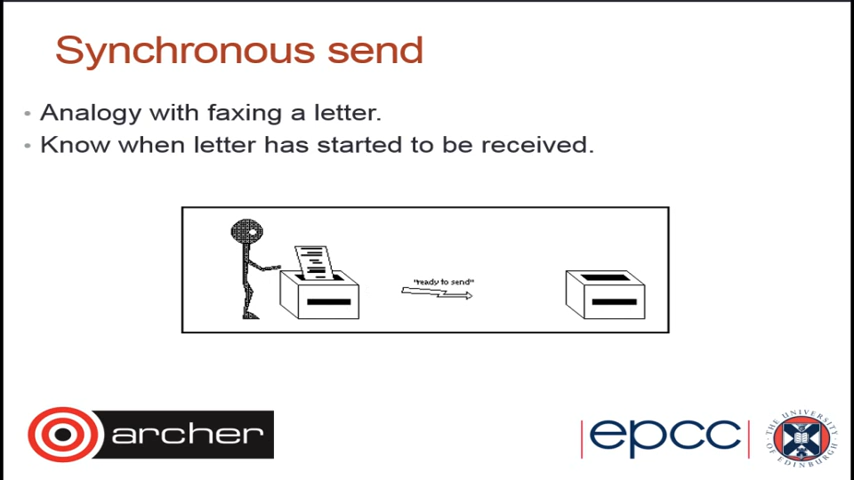 Synchronous send
• Analogy with faxing a letter.
• Know when letter has started to be received.
"ready to send"
archer
epcc
THE UNIVERSITY OF EDINBURGH